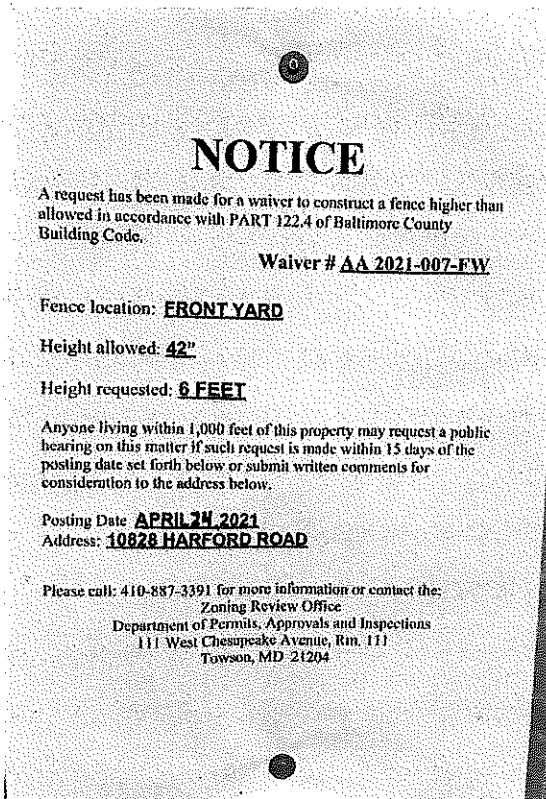 NOTICE
A request has been made for a waiver to construct a fence higher than
allowed in accordance with PART 122.4 of Baltimore County
Building Code.
Waiver # AA 2021-007-FW
Fence location: FRONT YARD
Height allowed: 42"
Height requested: 6 FEET
Anyone living within 1,000 feet of this property may request a public
hearing on this matter if such request is made within 15 days of the
posting date set forth below or submit written comments for
consideration to the address below.
Posting Date APRIL 24, 2021
Address: 10828 HARFORD ROAD
Please call: 410-887-3391 for more information or contact the:
Zoning Review Office
Department of Permits, Approvals and Inspections
111 West Chesapeake Avenue, Rm. 111
Towson, MD 21204